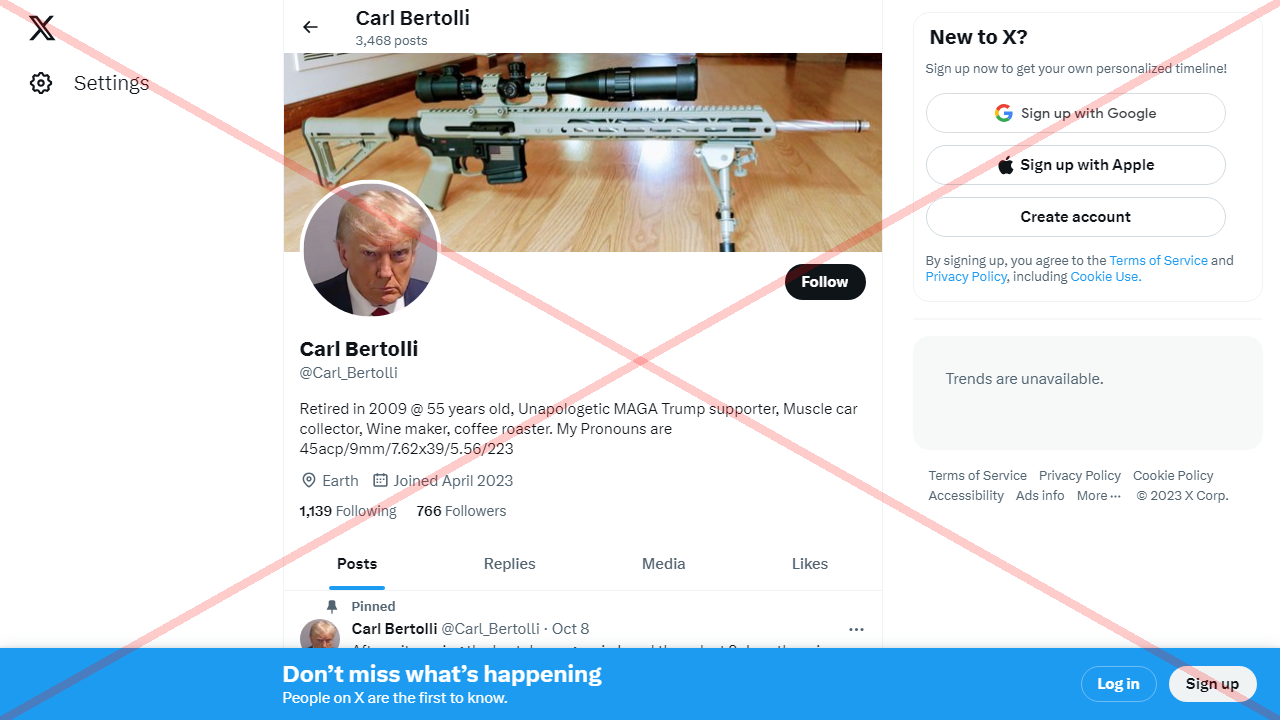 Carl Bertolli
3,468 posts
Settings
Carl Bertolli
@Carl_Bertolli
Follow
Retired in 2009 @ 55 years old, Unapologetic MAGA Trump supporter, Muscle car
collector, Wine maker, coffee roaster. My Pronouns are
45acp/9mm/7.62x39/5.56/223
Earth Joined April 2023
1,139 Following 766 Followers
Posts Replies Media Likes
Pinned
Carl Bertolli @Carl_Bertolli · Oct 8
New to X?
Sign up now to get your own personalized timeline!
Sign up with Google
Sign up with Apple
Create account
By signing up, you agree to the Terms of Service and
Privacy Policy, including Cookie Use.
Trends are unavailable.
Terms of Service Privacy Policy Cookie Policy
Accessibility Ads info More ··· © 2023 X Corp.
Don’t miss what’s happening
People on X are the first to know.
Log in Sign up